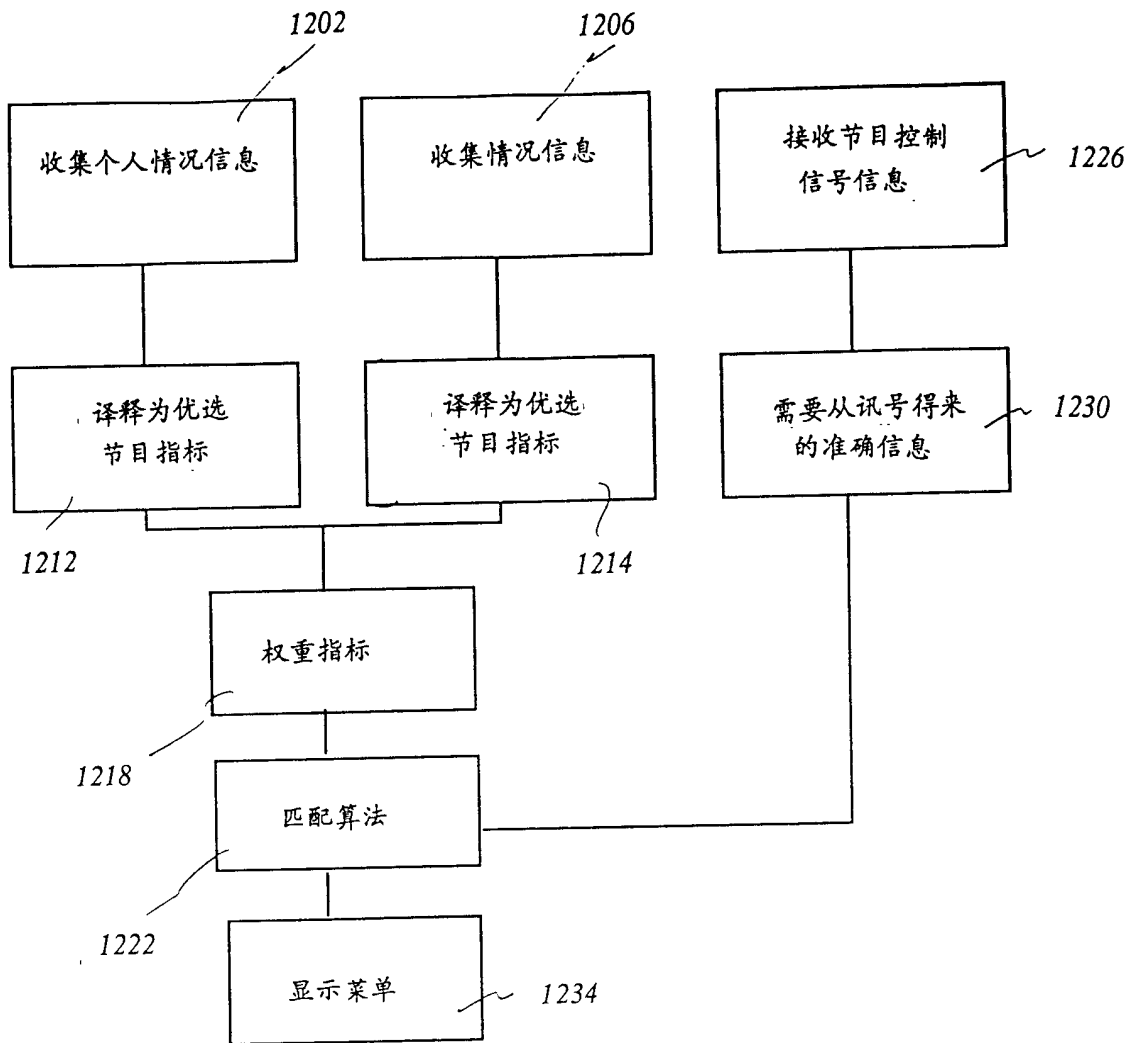 1202
1206
收集个人情况信息
收集情况信息
接收节目控制
信号信息
1226
译释为优选
节目指标
译释为优选
节目指标
需要从讯号得来
的准确信息
1230
1212
1214
权重指标
1218
匹配算法
1222
显示菜单
1234